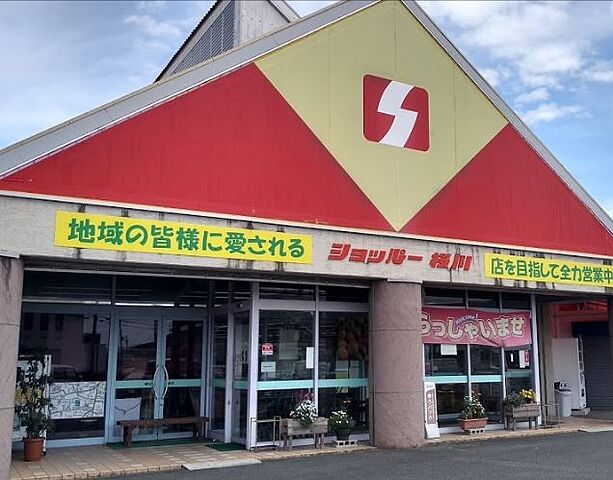 S
地域の皆様に愛される
ショッパー 桜川
店を目指して全力営業中
らっしゃいませ